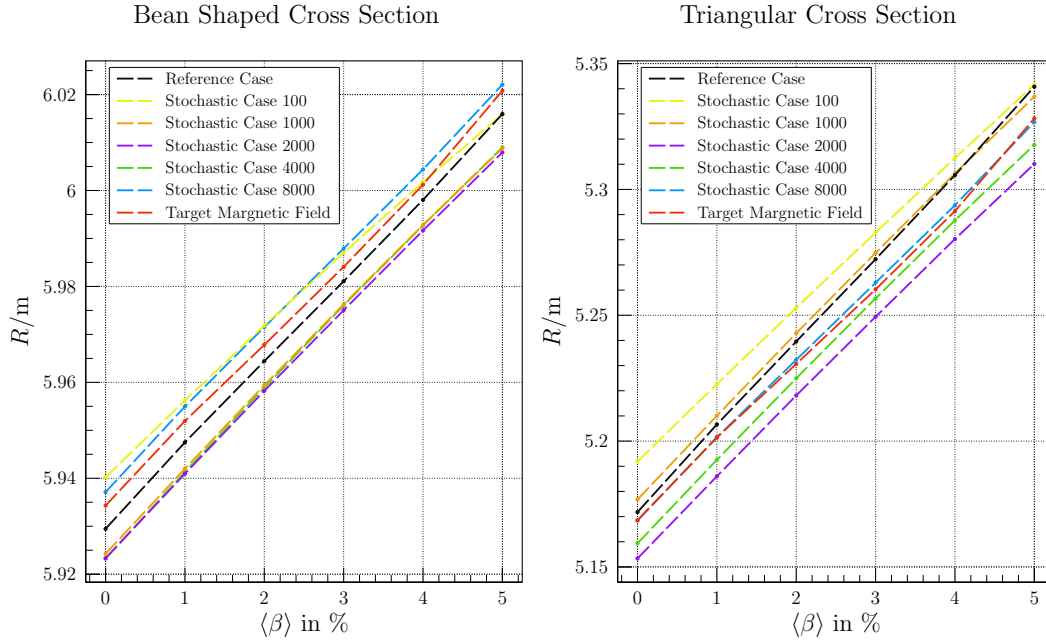 Bean Shaped Cross Section
6.02
6
5.98
5.96
5.94
5.92
R/m
Reference Case
Stochastic Case 100
Stochastic Case 1000
Stochastic Case 2000
Stochastic Case 4000
Stochastic Case 8000
Target Margnetic Field
0 1 2 3 4 5
⟨β⟩ in %
Triangular Cross Section
5.35
5.3
5.25
5.2
5.15
R/m
Reference Case
Stochastic Case 100
Stochastic Case 1000
Stochastic Case 2000
Stochastic Case 4000
Stochastic Case 8000
Target Margnetic Field
0 1 2 3 4 5
⟨β⟩ in %